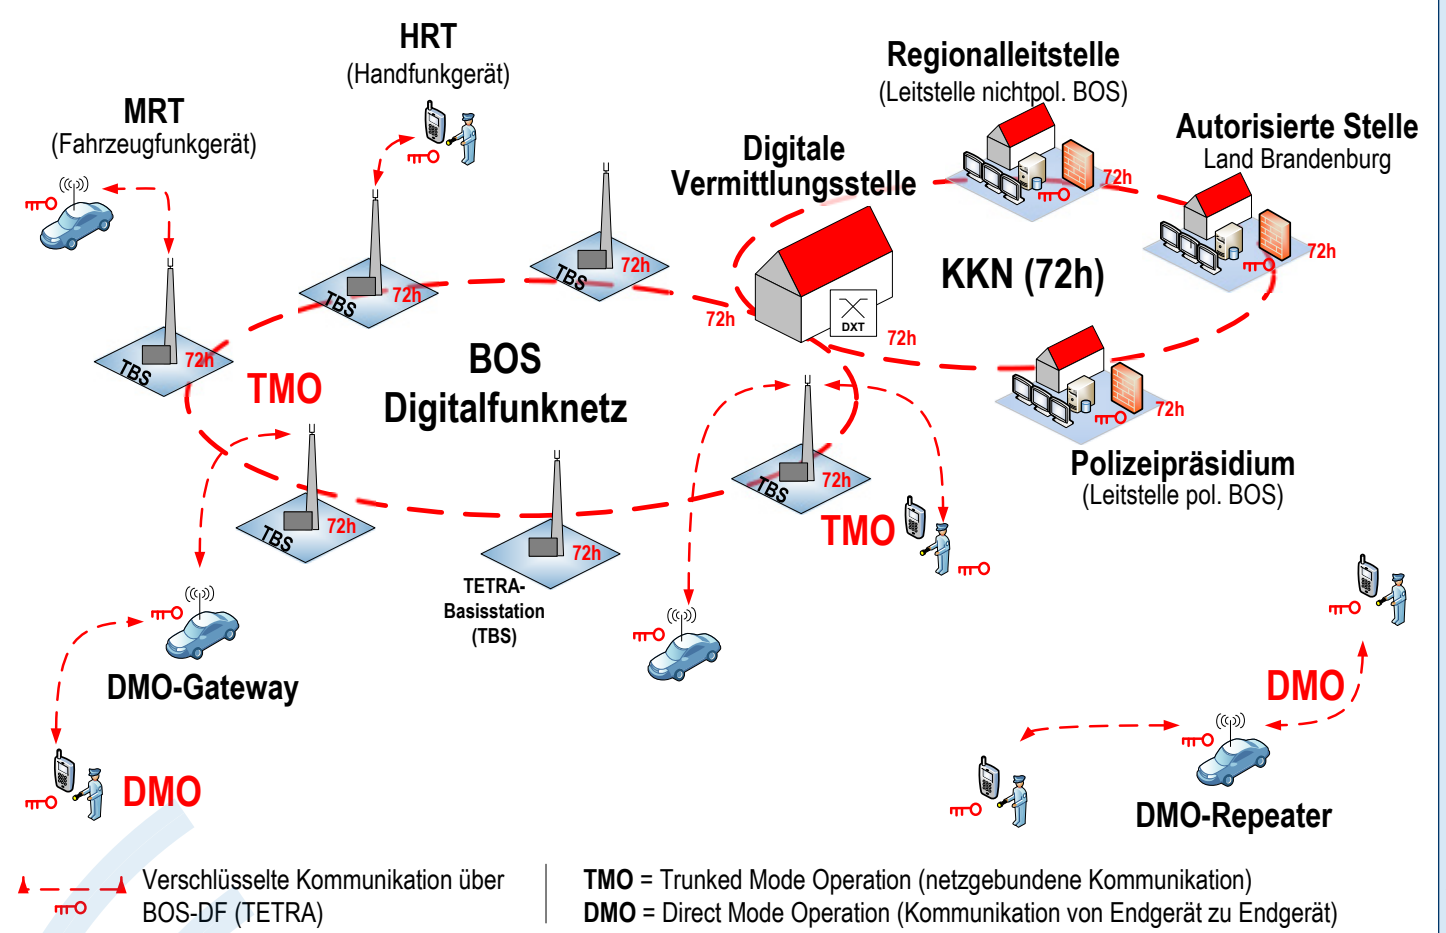 HRT
(Handfunkgerät)
MRT
(Fahrzeugfunkgerät)
Regionalleitstelle
(Leitstelle nichtpol. BOS)
Autorisierte Stelle
Land Brandenburg
Digitale
Vermittlungsstelle
72h
72h
KKN (72h)
72h
TBS
72h
TBS
72h
TBS
72h
72h
DXT
BOS
Digitalfunknetz
TMO
TBS
72h
TBS
72h
TETRA-
Basisstation
(TBS)
TBS
72h
TMO
72h
Polizeipräsidium
(Leitstelle pol. BOS)
DMO-Gateway
DMO
DMO
DMO-Repeater
Verschlüsselte Kommunikation über
BOS-DF (TETRA)
TMO = Trunked Mode Operation (netzgebundene Kommunikation)
DMO = Direct Mode Operation (Kommunikation von Endgerät zu Endgerät)
72h